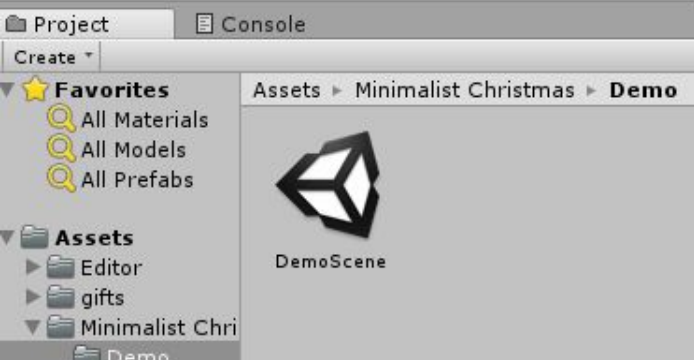 Project
Console
Create
Favorites
All Materials
All Models
All Prefabs
Assets
Editor
gifts
Minimalist Chri
Demo
Assets Minimalist Christmas Demo
DemoScene